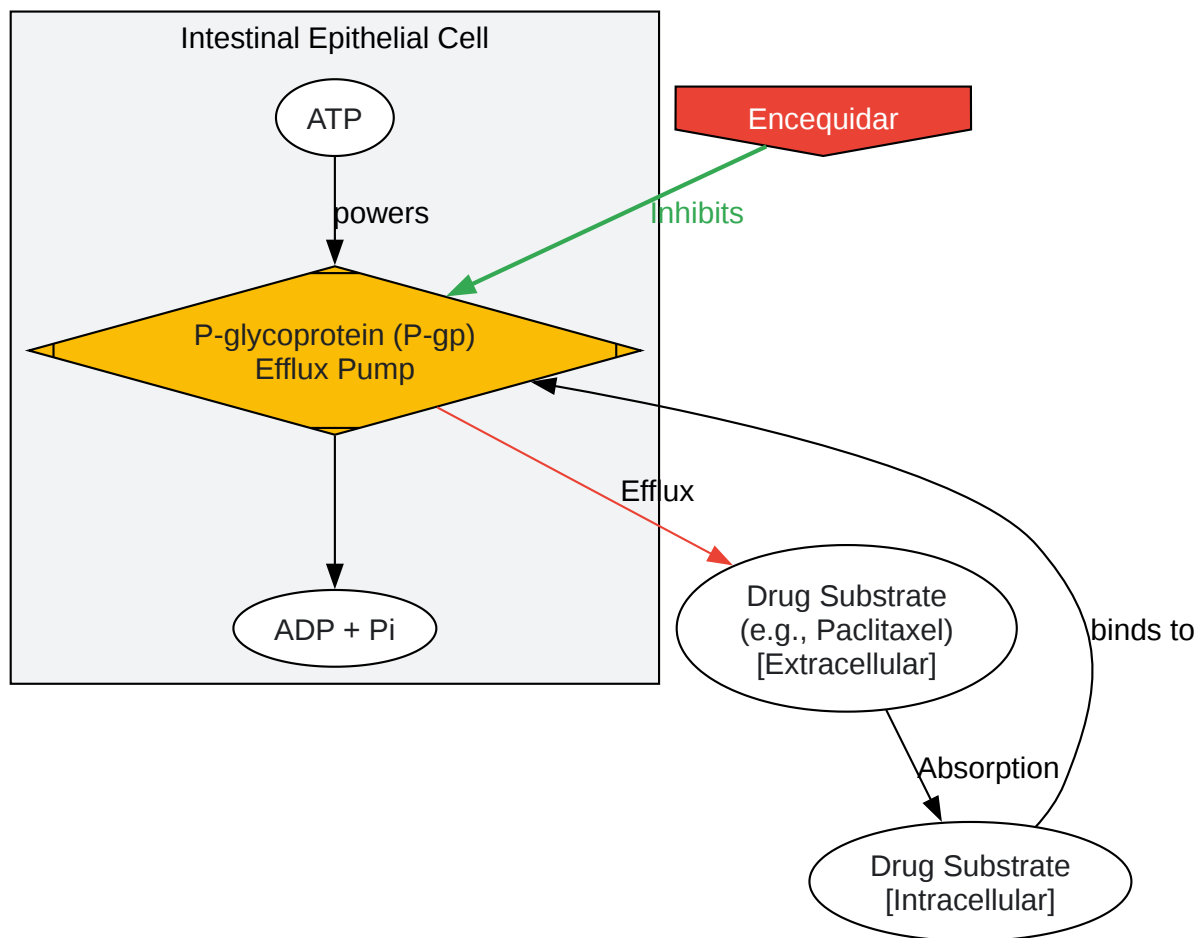 Intestinal Epithelial Cell
ATP
Encequidar
powers
Inhibits
P-glycoprotein (P-gp)
Efflux Pump
Efflux
Drug Substrate
(e.g., Paclitaxel)
[Extracellular]
ADP + Pi
binds to
Absorption
Drug Substrate
[Intracellular]